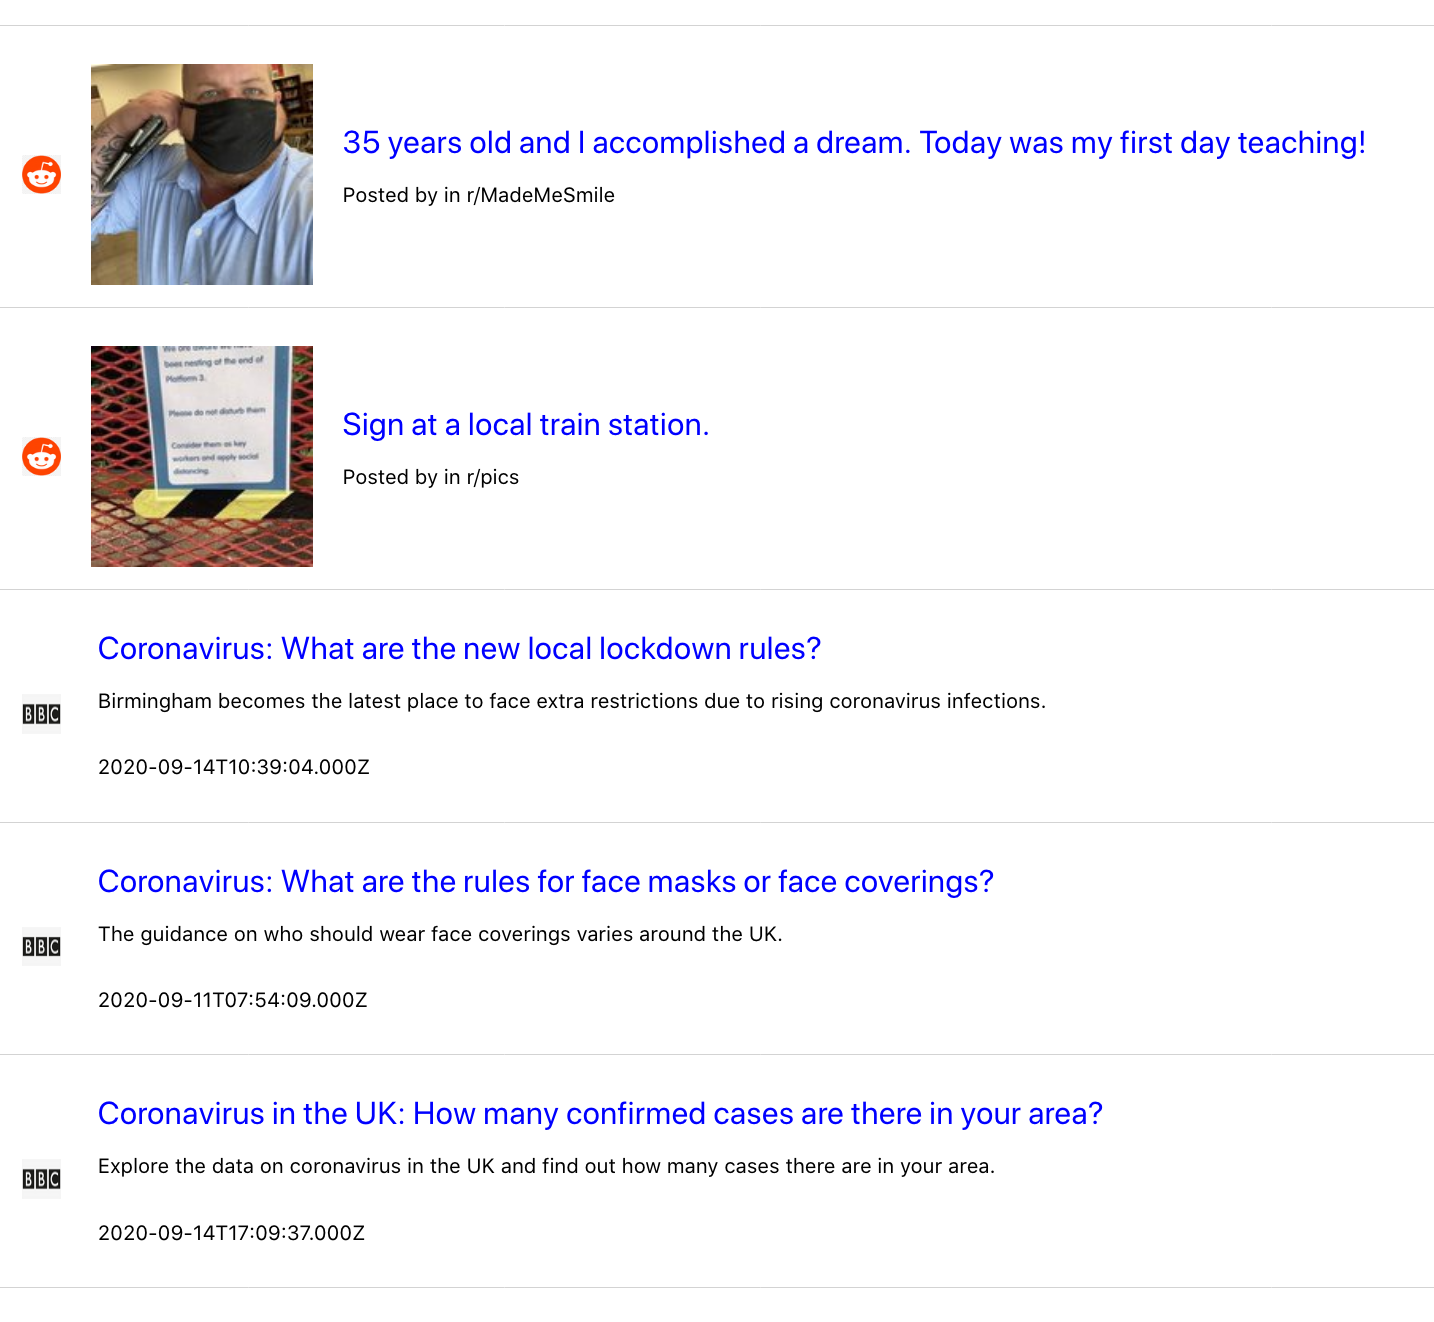 35 years old and I accomplished a dream. Today was my first day teaching!
Posted by in r/MadeMeSmile
We are aware we have
bees nesting at the end of
Platform 3.
Please do not disturb them
Consider them as key
workers and apply social
distancing.
Sign at a local train station.
Posted by in r/pics
Coronavirus: What are the new local lockdown rules?
Birmingham becomes the latest place to face extra restrictions due to rising coronavirus infections.
BBC
2020-09-14T10:39:04.000Z
Coronavirus: What are the rules for face masks or face coverings?
The guidance on who should wear face coverings varies around the UK.
BBC
2020-09-11T07:54:09.000Z
Coronavirus in the UK: How many confirmed cases are there in your area?
Explore the data on coronavirus in the UK and find out how many cases there are in your area.
BBC
2020-09-14T17:09:37.000Z